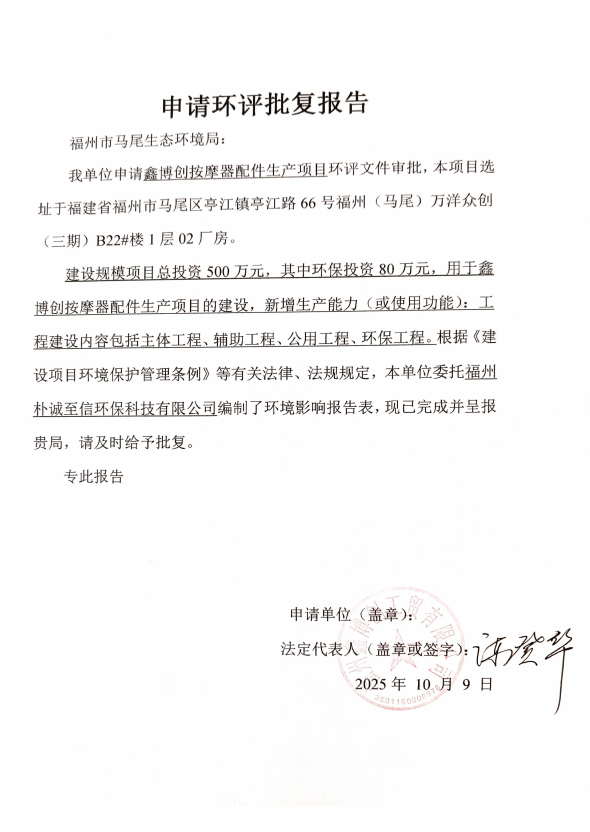 申请环评批复报告
福州市马尾生态环境局：
我单位申请鑫博创按摩器配件生产项目环评文件审批，本项目选
址于福建省福州市马尾区亭江镇亭江路 66 号福州（马尾）万洋众创
（三期）B22#楼 1 层 02 厂房。
建设规模项目总投资 500 万元，其中环保投资 80 万元，用于鑫
博创按摩器配件生产项目的建设，新增生产能力（或使用功能）：工
程建设内容包括主体工程、辅助工程、公用工程、环保工程。根据《建
设项目环境保护管理条例》等有关法律、法规规定，本单位委托福州
朴诚至信环保科技有限公司编制了环境影响报告表，现已完成并呈报
贵局，请及时给予批复。
专此报告
申请单位（盖章）：
法定代表人（盖章或签字）：
2025 年 10 月 9 日
工贸有限公司